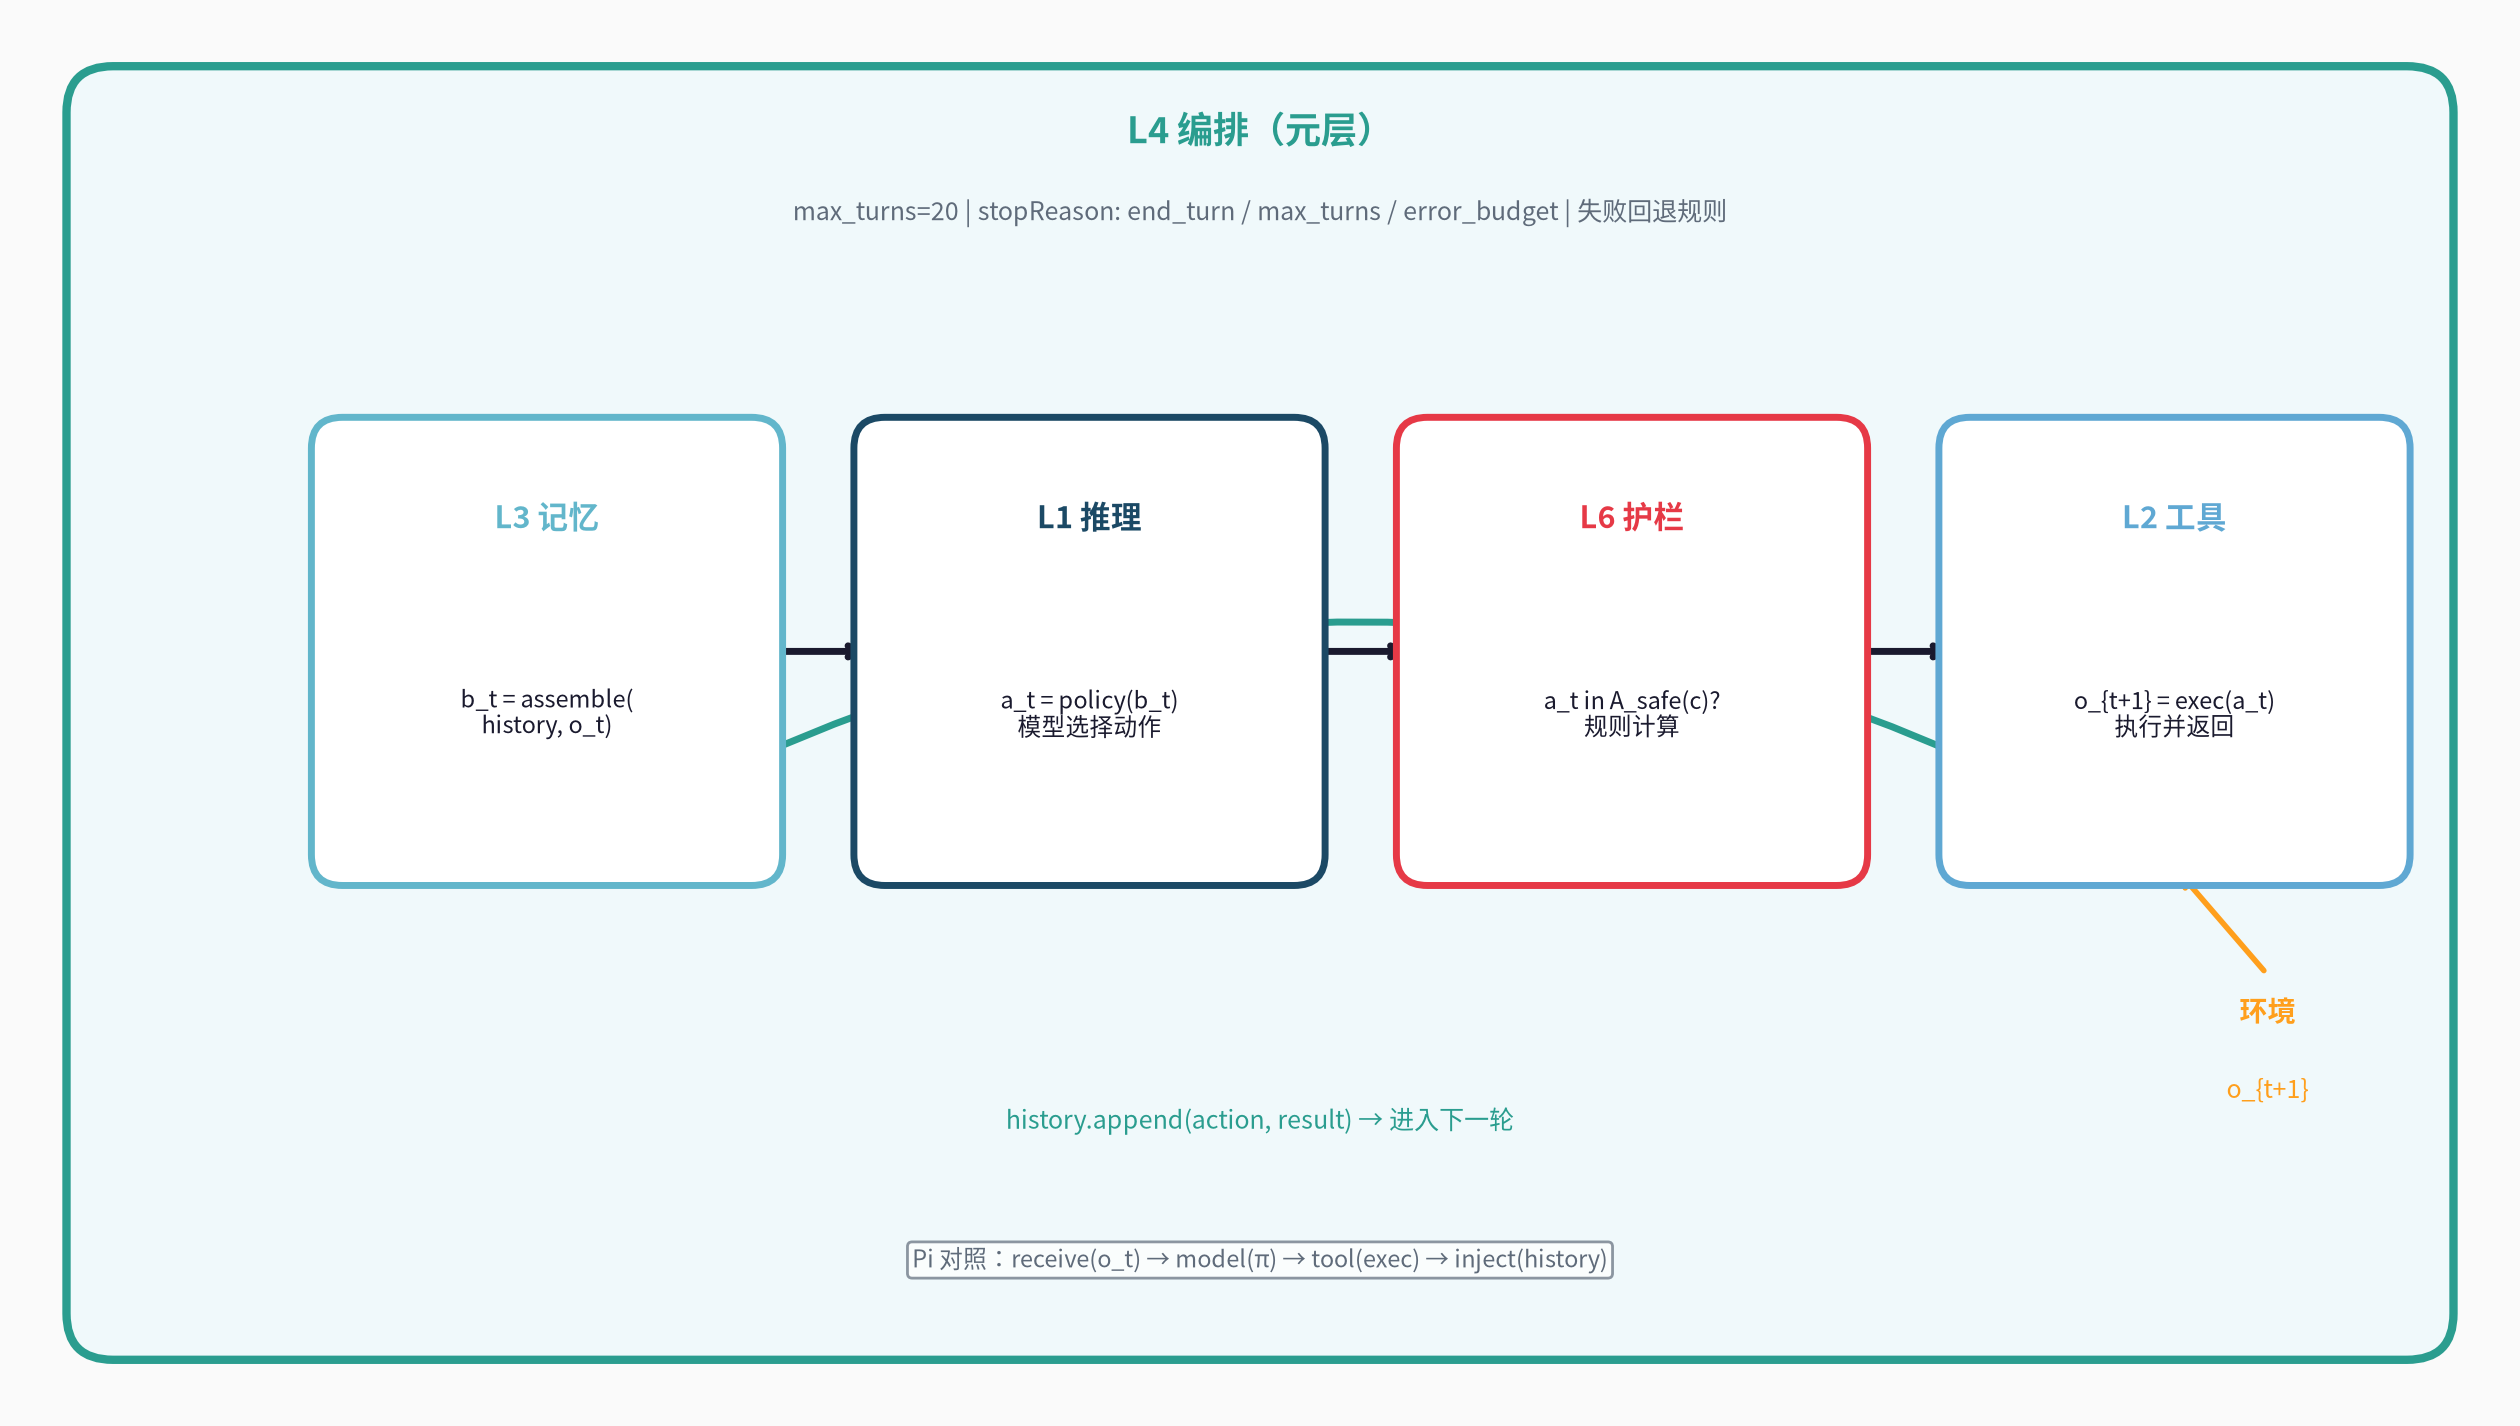 L4 编排（元层）
max_turns=20 | stopReason: end_turn / max_turns / error_budget | 失败回退规则
L3 记忆
b_t = assemble(
history, o_t)
L1 推理
a_t = policy(b_t)
模型选择动作
L6 护栏
a_t in A_safe(c)?
规则计算
L2 工具
o_{t+1} = exec(a_t)
执行并返回
环境
o_{t+1}
history.append(action, result) → 进入下一轮
Pi 对照：receive(o_t) → model(π) → tool(exec) → inject(history)